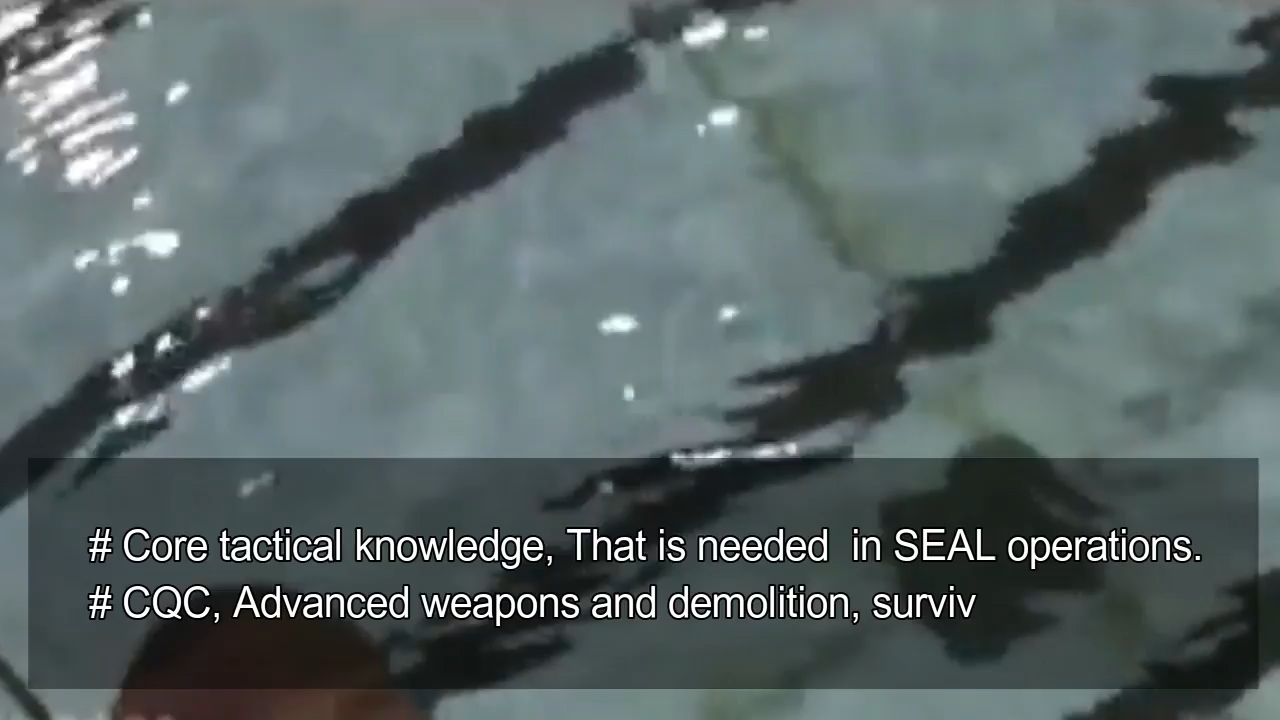 # Core tactical knowledge, That is needed  in SEAL operations.
# CQC, Advanced weapons and demolition, surviv